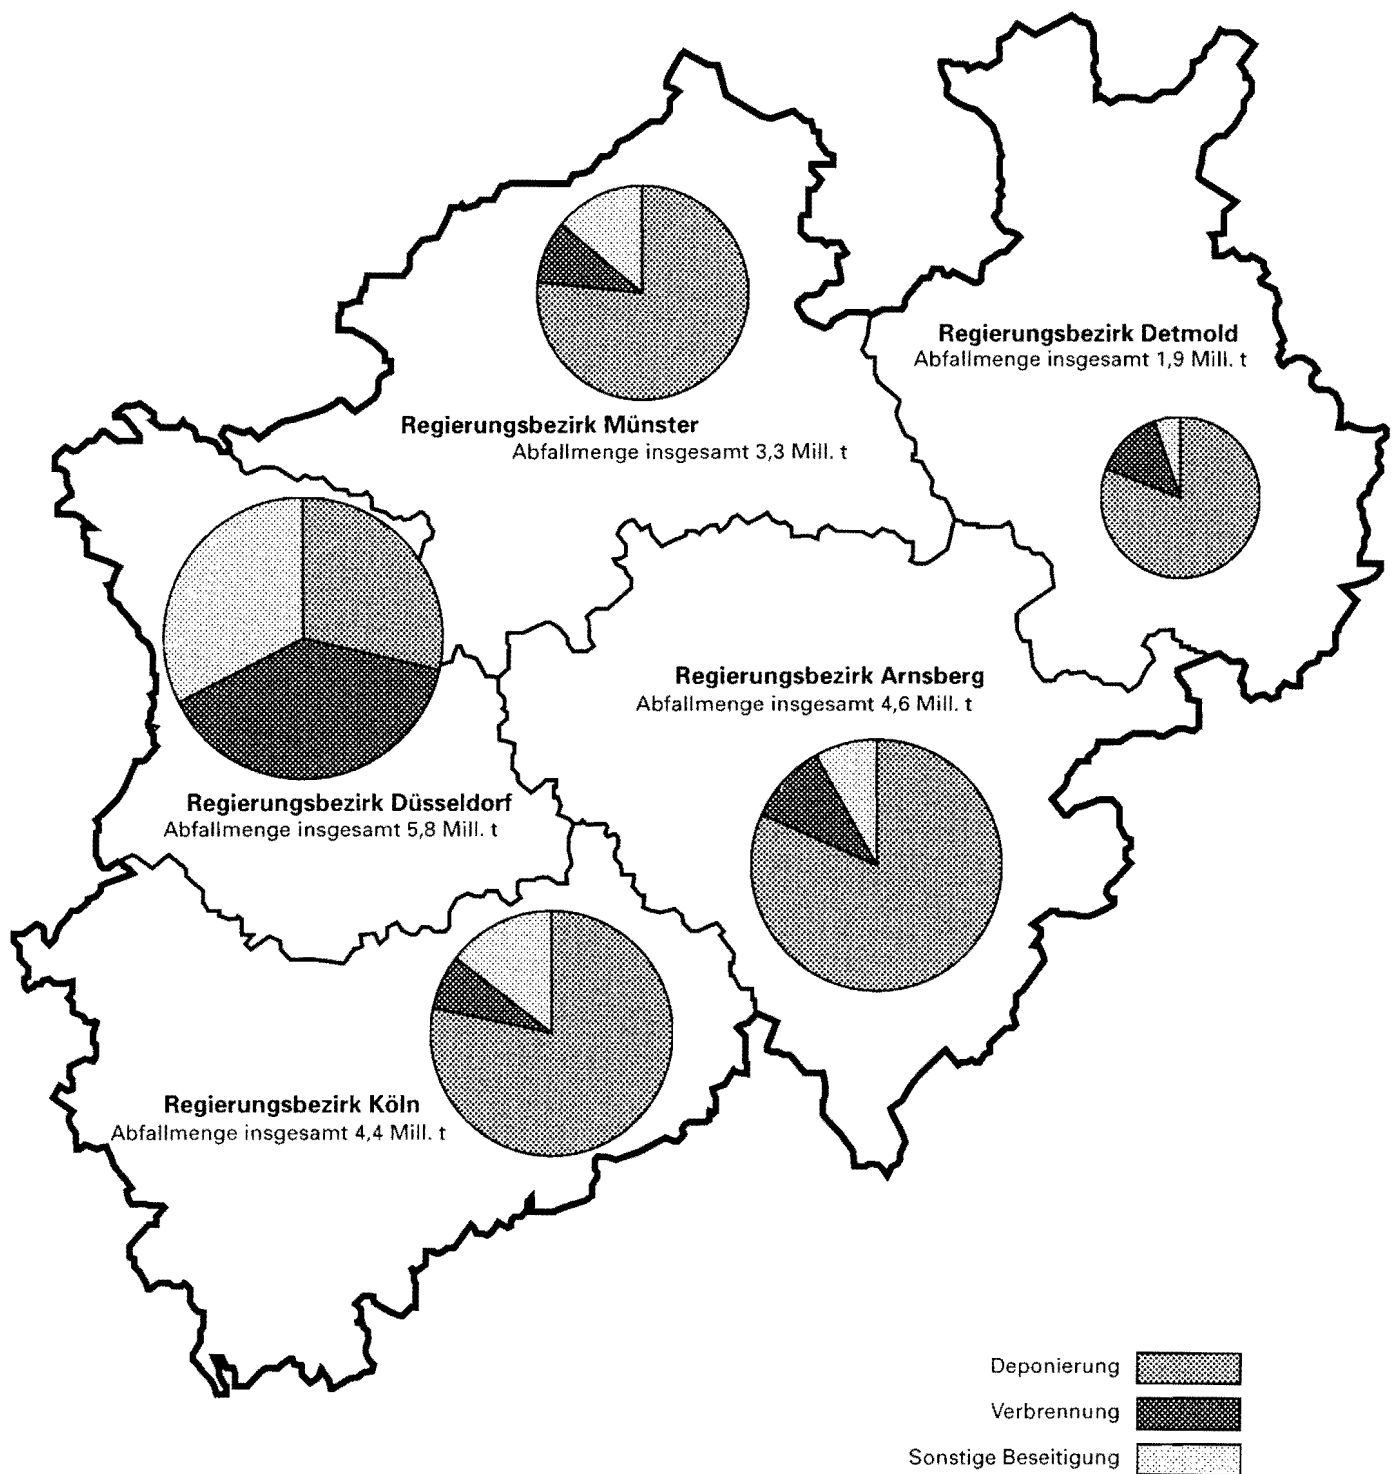 Regierungsbezirk Detmold
Abfallmenge insgesamt 1,9 Mill. t
Regierungsbezirk Münster
Abfallmenge insgesamt 3,3 Mill. t
Regierungsbezirk Arnsberg
Abfallmenge insgesamt 4,6 Mill. t
Regierungsbezirk Düsseldorf
Abfallmenge insgesamt 5,8 Mill. t
Regierungsbezirk Köln
Abfallmenge insgesamt 4,4 Mill. t
Deponierung
Verbrennung
Sonstige Beseitigung